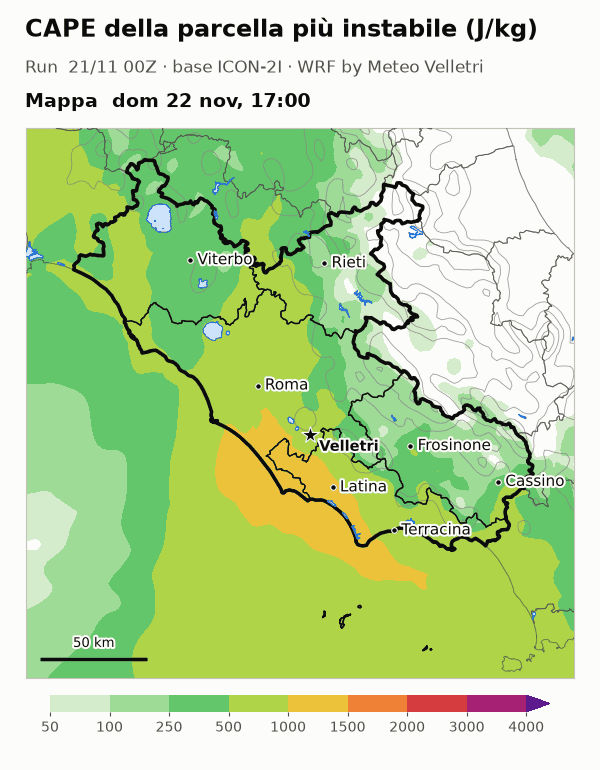 CAPE della parcella più instabile (J/kg)
Run  21/11 00Z · base ICON-2I · WRF by Meteo Velletri
Mappa  dom 22 nov, 17:00
Viterbo
Rieti
Roma
Velletri
Frosinone
Latina
Cassino
Terracina
50 km
50 100 250 500 1000 1500 2000 3000 4000